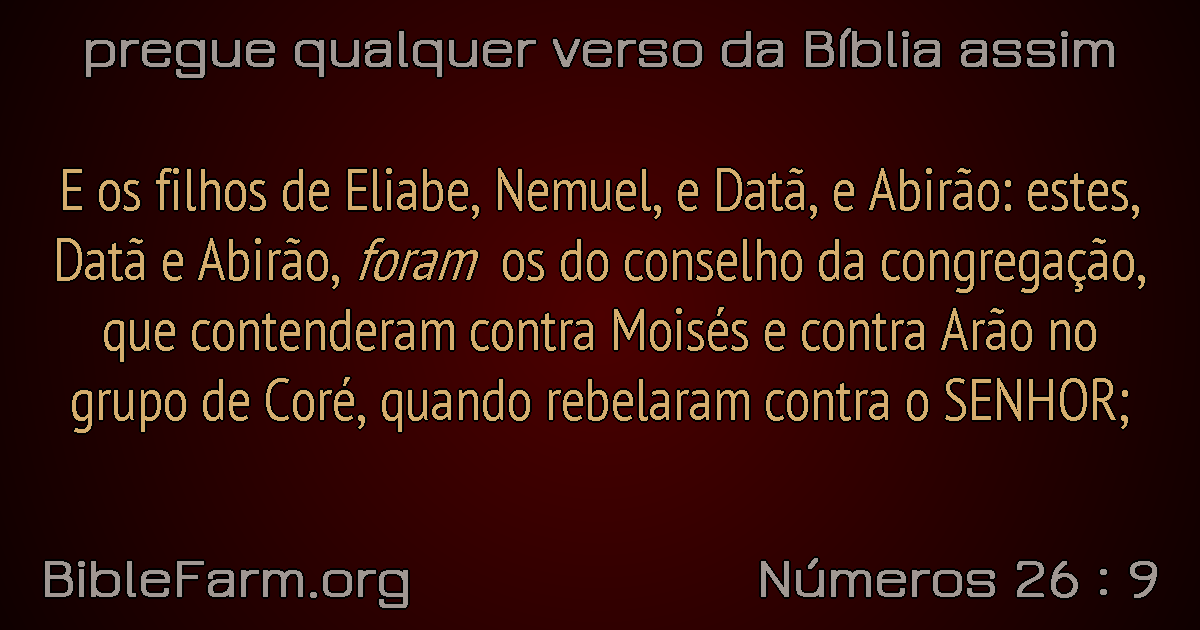 pregue qualquer verso da Bíblia assim
E os filhos de Eliabe, Nemuel, e Datã, e Abirão: estes,
Datã e Abirão, foram os do conselho da congregação,
que contenderam contra Moisés e contra Arão no
grupo de Coré, quando rebelaram contra o SENHOR;
BibleFarm.org
Números 26 : 9